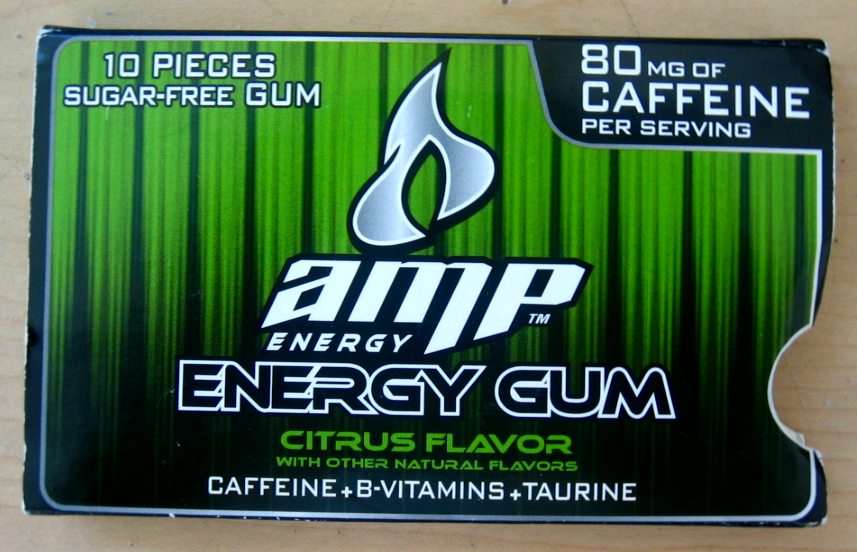 10 PIECES
SUGAR-FREE GUM
80 MG OF
CAFFEINE
PER SERVING
amp
TM
ENERGY
ENERGY GUM
CITRUS FLAVOR
WITH OTHER NATURAL FLAVORS
CAFFEINE+B-VITAMINS+TAURINE